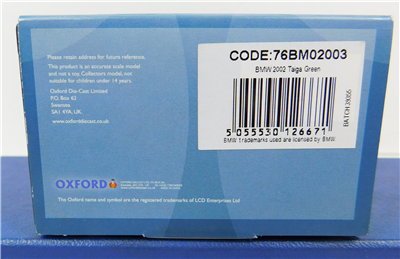 CODE:76BM02003
BMW 2002 Taiga Green
5 055530 126671
BMW Trademarks used are licensed by BMW
BATCH 39055
Please retain address for future reference.
This product is an accurate scale model
and not a toy. Collectors model, not
suitable for children under 14 years.
Oxford Die-Cast Limited
P.O. Box 62
Swansea
SA1 4YA, UK.
www.oxforddiecast.co.uk
OXFORD
The Oxford name and symbol are the registered trademarks of LCD Enterprises Ltd